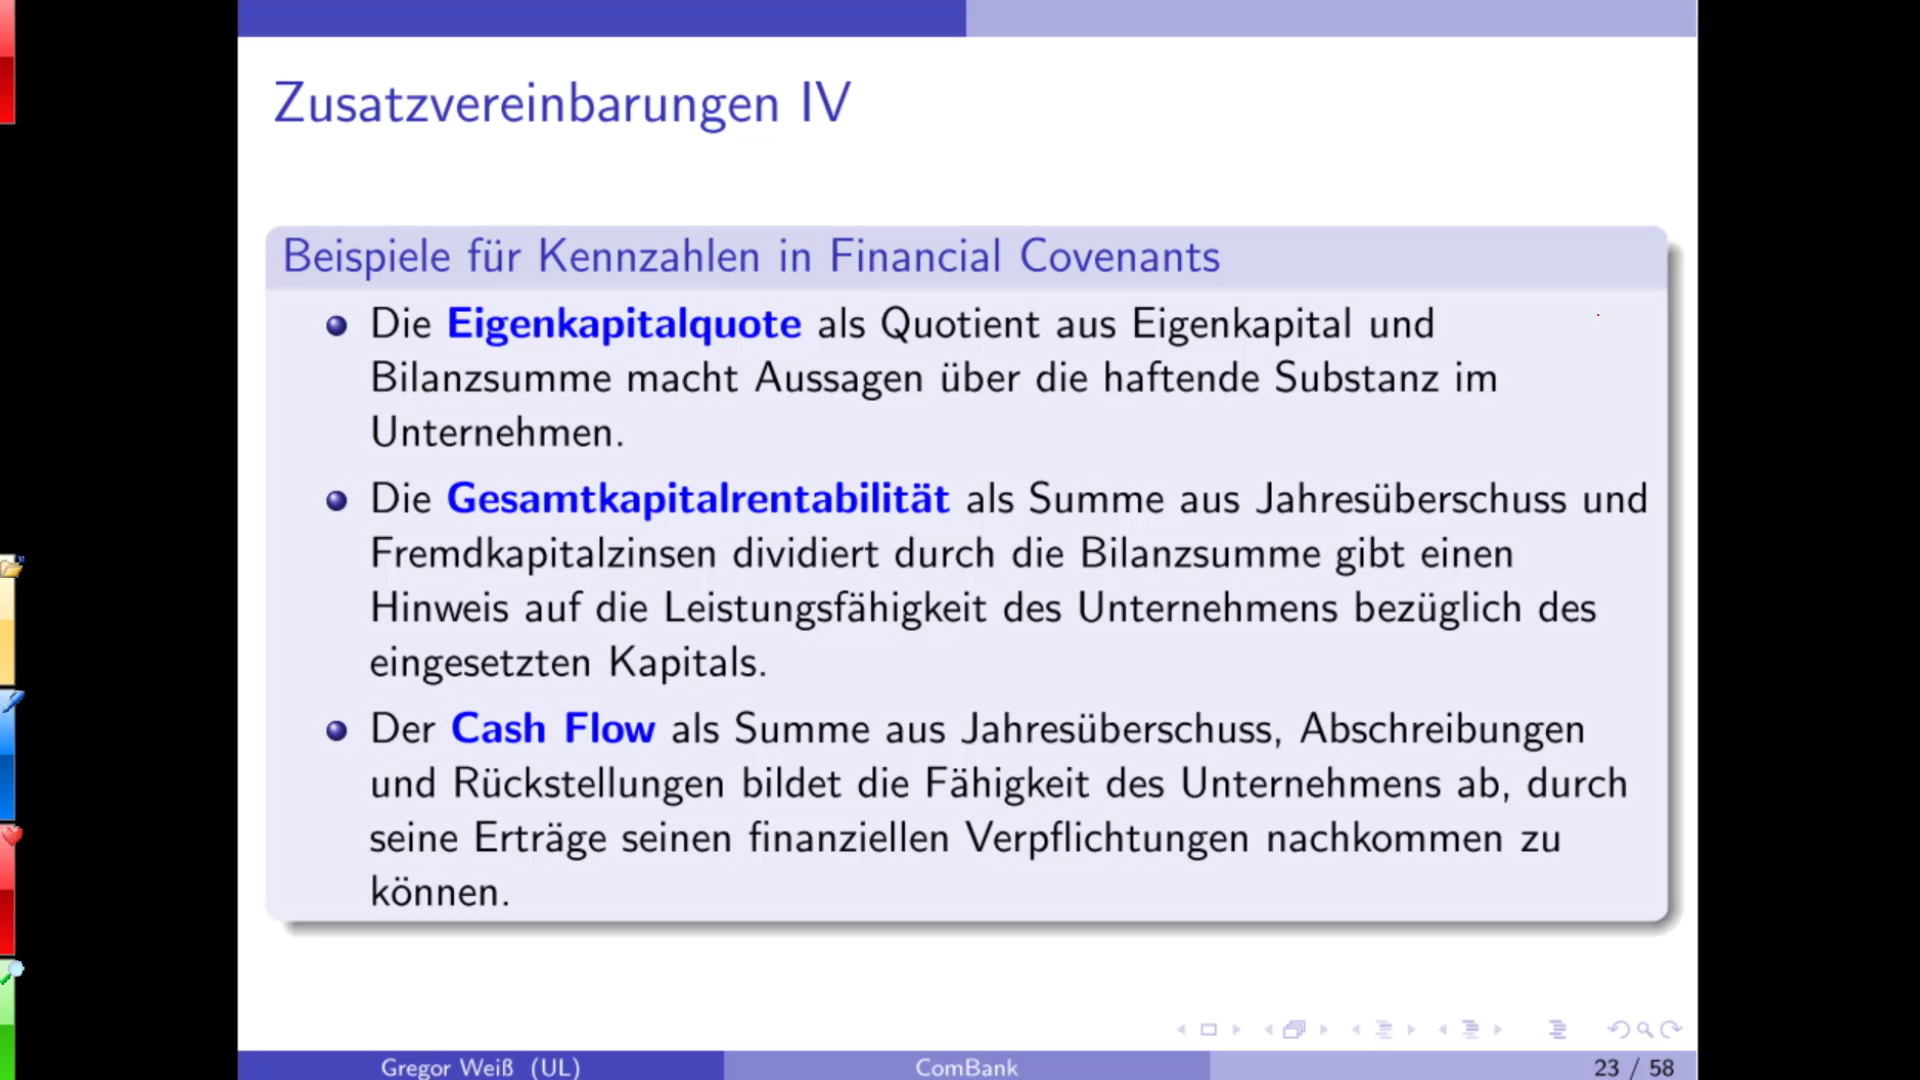 Zusatzvereinbarungen IV
Beispiele für Kennzahlen in Financial Covenants
Die Eigenkapitalquote als Quotient aus Eigenkapital und
Bilanzsumme macht Aussagen über die haftende Substanz im
Unternehmen.
Die Gesamtkapitalrentabilität als Summe aus Jahresüberschuss und
Fremdkapitalzinsen dividiert durch die Bilanzsumme gibt einen
Hinweis auf die Leistungsfähigkeit des Unternehmens bezüglich des
eingesetzten Kapitals.
Der Cash Flow als Summe aus Jahresüberschuss, Abschreibungen
und Rückstellungen bildet die Fähigkeit des Unternehmens ab, durch
seine Erträge seinen finanziellen Verpflichtungen nachkommen zu
können.
Gregor Weiß (UL) ComBank 23 / 58